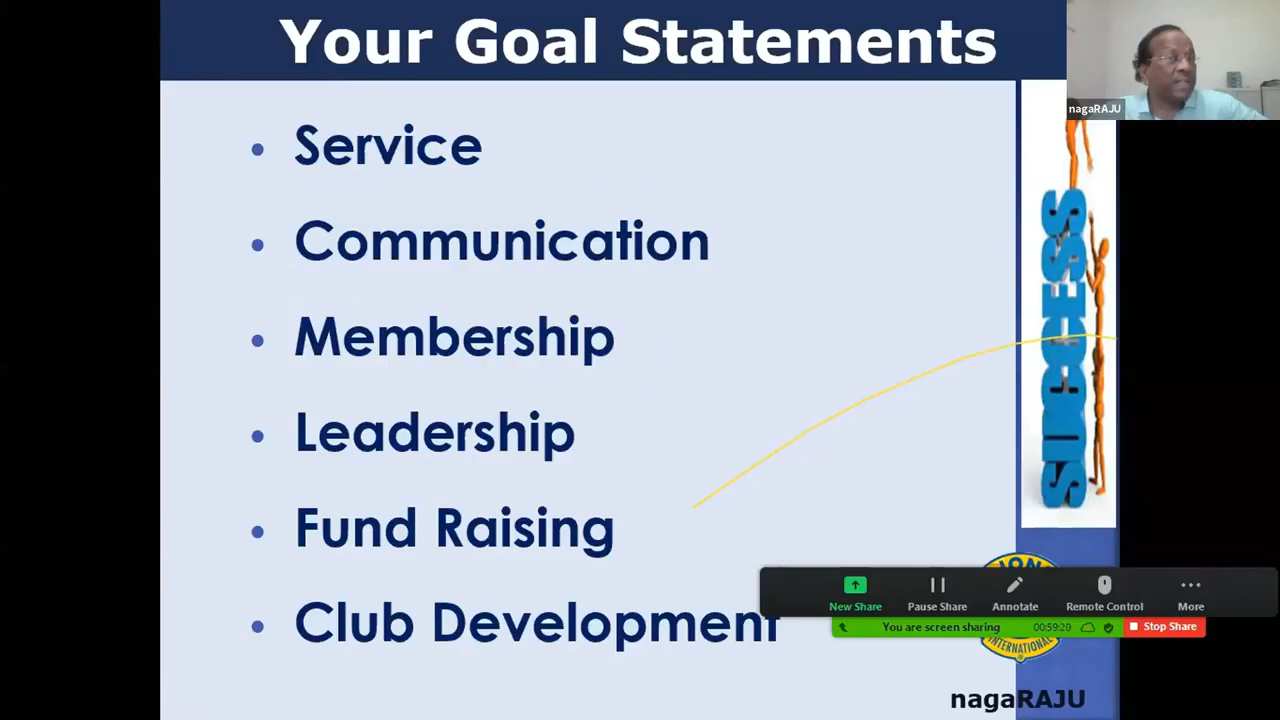 Your Goal Statements
nagaRAJU
• Service
• Communication
• Membership
• Leadership
• Fund Raising
• Club Development
SUCCESS
New Share
Pause Share
Annotate
Remote Control
More
You are screen sharing
00:59:20
Stop Share
INTERNATIONAL
nagaRAJU